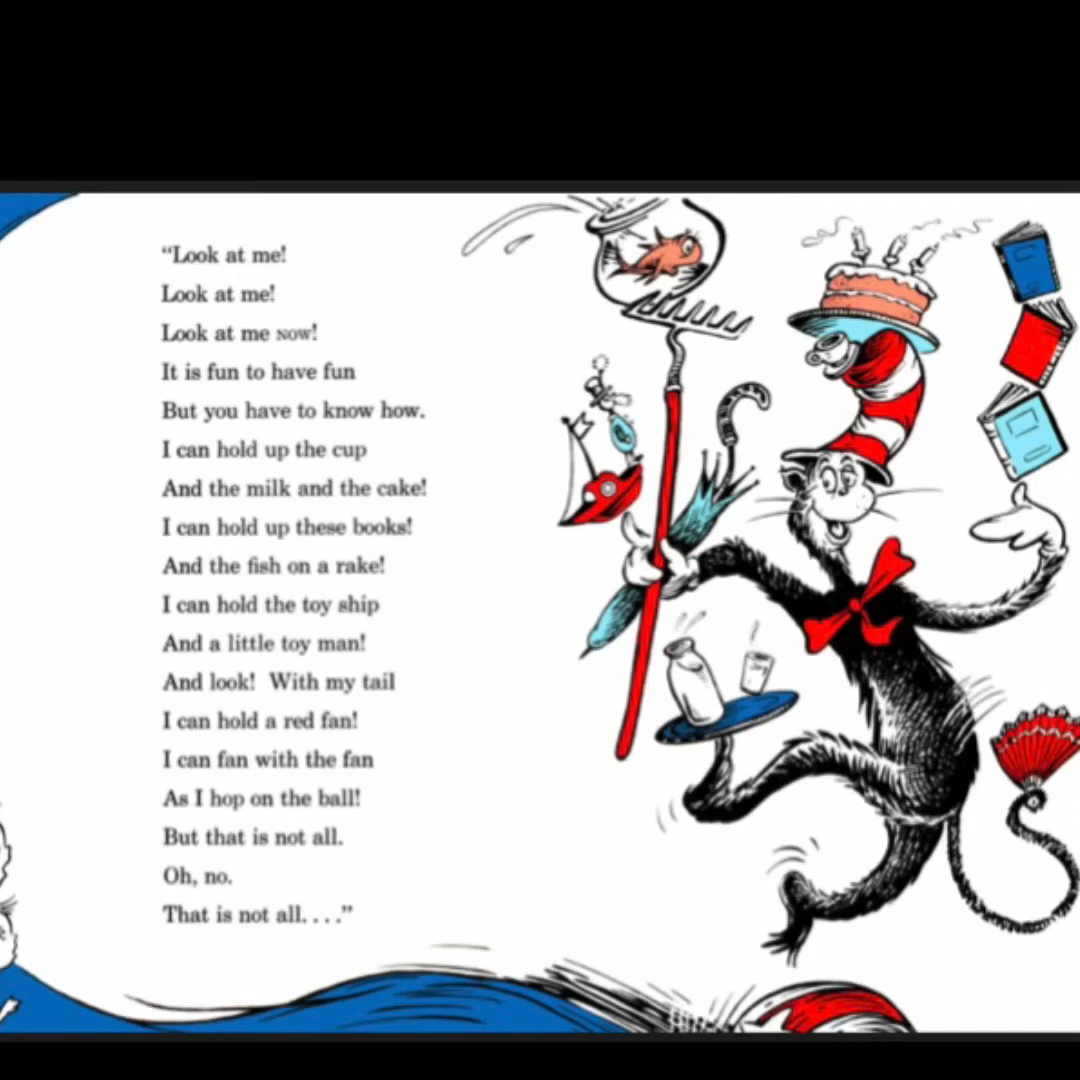 “Look at me!
Look at me!
Look at me NOW!
It is fun to have fun
But you have to know how.
I can hold up the cup
And the milk and the cake!
I can hold up these books!
And the fish on a rake!
I can hold the toy ship
And a little toy man!
And look!  With my tail
I can hold a red fan!
I can fan with the fan
As I hop on the ball!
But that is not all.
Oh, no.
That is not all. . . .”